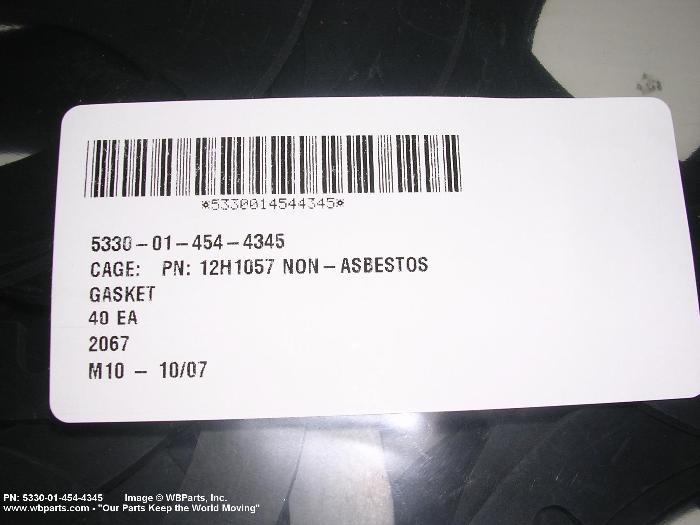 *5330014544345*
5330-01-454-4345
CAGE: PN: 12H1057 NON-ASBESTOS
GASKET
40 EA
2067
M10 - 10/07
PN: 5330-01-454-4345 Image © WBParts, Inc.
www.wbparts.com - "Our Parts Keep the World Moving"